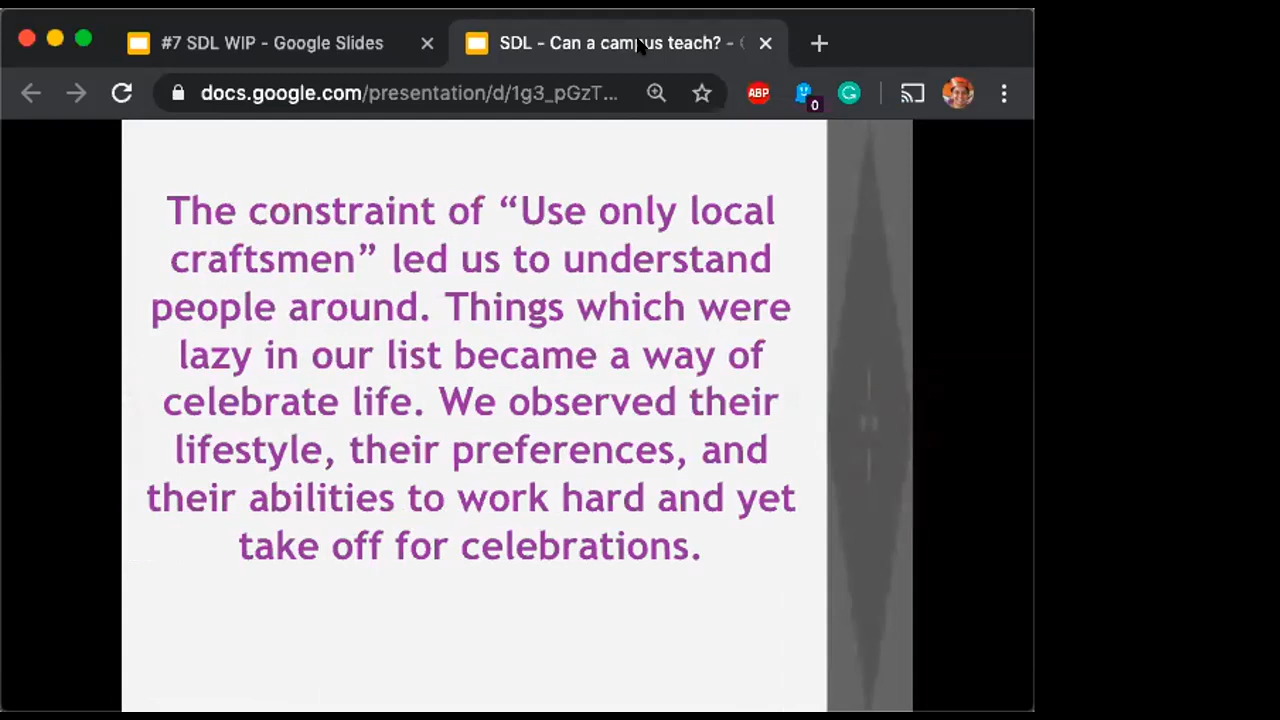 #7 SDL WIP - Google Slides
SDL - Can a campus teach? -
docs.google.com/presentation/d/1g3_pGzT...
ABP
0
The constraint of “Use only local
craftsmen” led us to understand
people around. Things which were
lazy in our list became a way of
celebrate life. We observed their
lifestyle, their preferences, and
their abilities to work hard and yet
take off for celebrations.